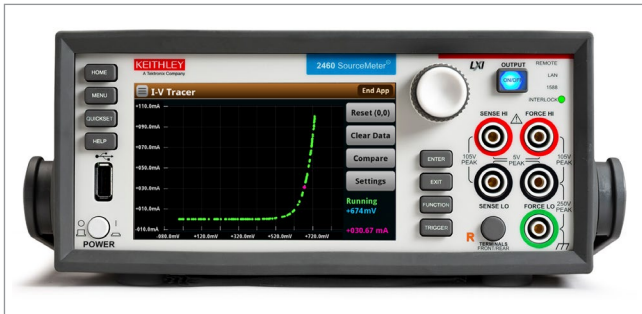 KEITHLEY
A Tektronix Company
2460 SourceMeter®
LXI
OUTPUT
ON/OFF
REMOTE
LAN
1588
INTERLOCK
HOME
MENU
QUICKSET
HELP
POWER
I-V Tracer
End App
+110.0mA
+090.0mA
+070.0mA
+050.0mA
+030.0mA
+010.0mA
-010.0mA
-080.0mV
+120.0mV
+320.0mV
+520.0mV
+720.0mV
Reset (0,0)
Clear Data
Compare
Settings
Running
+674mV
+030.67 mA
ENTER
EXIT
FUNCTION
TRIGGER
SENSE HI
FORCE HI
105V
PEAK
5V
PEAK
105V
PEAK
SENSE LO
FORCE LO
250V
PEAK
R
TERMINALS
FRONT/REAR